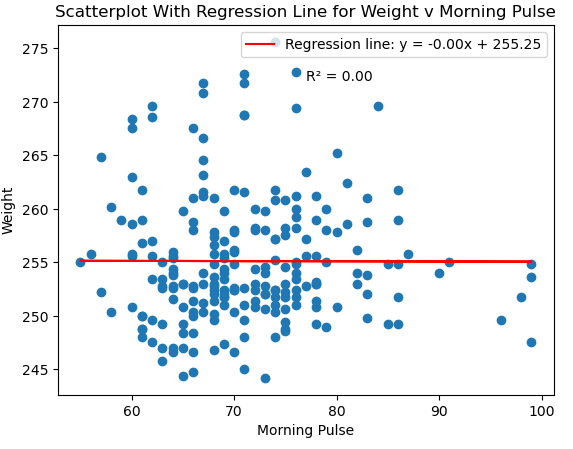 Scatterplot With Regression Line for Weight v Morning Pulse
Regression line: y = -0.00x + 255.25
R² = 0.00
275
270
265
260
255
250
245
Weight
60 70 80 90 100
Morning Pulse